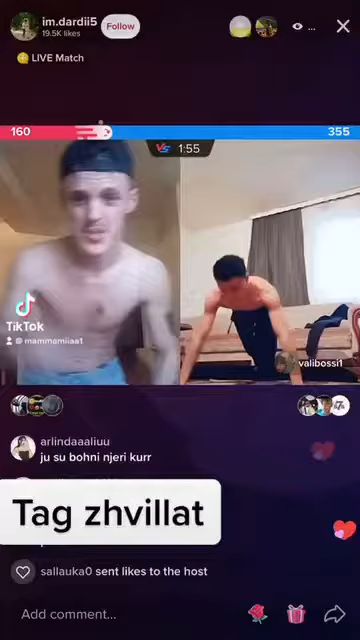 im.dardii5
Follow
19.5K likes
...
LIVE Match
160
355
VS 1:55
TikTok
@mammamiiaa1
valibossi1
arlindaaaliuu
ju su bohni njeri kurr
Tag zhvillat
sallauka0 sent likes to the host
Add comment...